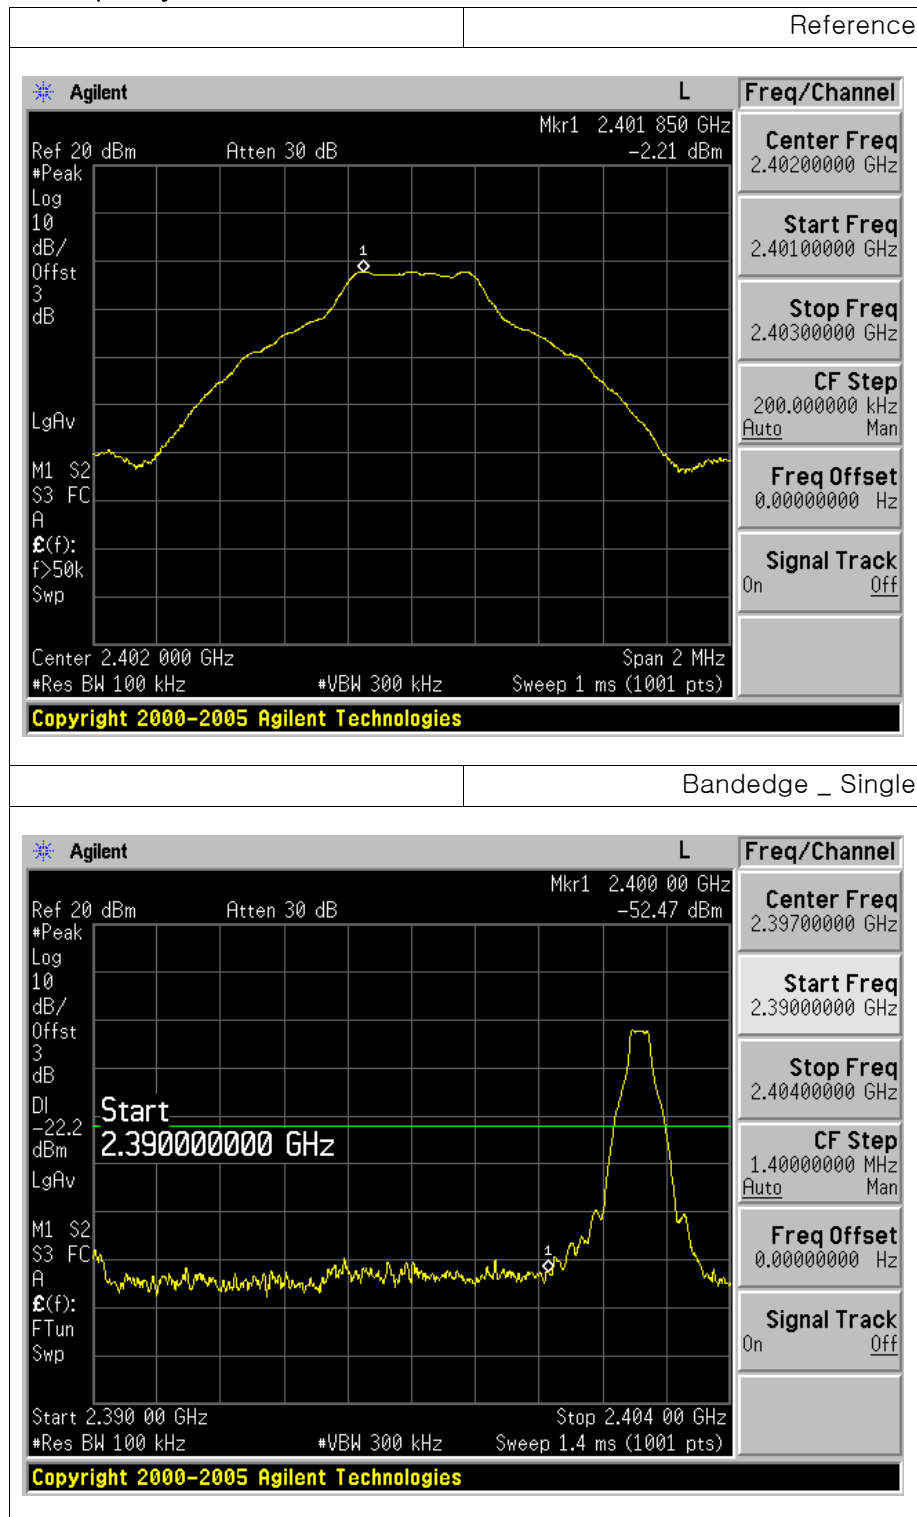 Reference
Agilent L Freq/Channel
Mkr1 2.401 850 GHz
Ref 20 dBm Atten 30 dB -2.21 dBm
#Peak
Log
10
dB/
Offst
3
dB
LgAv
M1 S2
S3 FC
A
£(f):
f>50k
Swp
1
Center 2.402 000 GHz Span 2 MHz
#Res BW 100 kHz #VBW 300 kHz Sweep 1 ms (1001 pts)
Center Freq
2.40200000 GHz
Start Freq
2.40100000 GHz
Stop Freq
2.40300000 GHz
CF Step
200.000000 kHz
Auto Man
Freq Offset
0.00000000 Hz
Signal Track
On Off
Copyright 2000-2005 Agilent Technologies
Bandedge _ Single
Agilent L Freq/Channel
Mkr1 2.400 00 GHz
Ref 20 dBm Atten 30 dB -52.47 dBm
#Peak
Log
10
dB/
Offst
3
dB
DI
-22.2
dBm
LgAv
M1 S2
S3 FC
A
£(f):
FTun
Swp
Start
2.390000000 GHz
1
Start 2.390 00 GHz Stop 2.404 00 GHz
#Res BW 100 kHz #VBW 300 kHz Sweep 1.4 ms (1001 pts)
Center Freq
2.39700000 GHz
Start Freq
2.39000000 GHz
Stop Freq
2.40400000 GHz
CF Step
1.40000000 MHz
Auto Man
Freq Offset
0.00000000 Hz
Signal Track
On Off
Copyright 2000-2005 Agilent Technologies